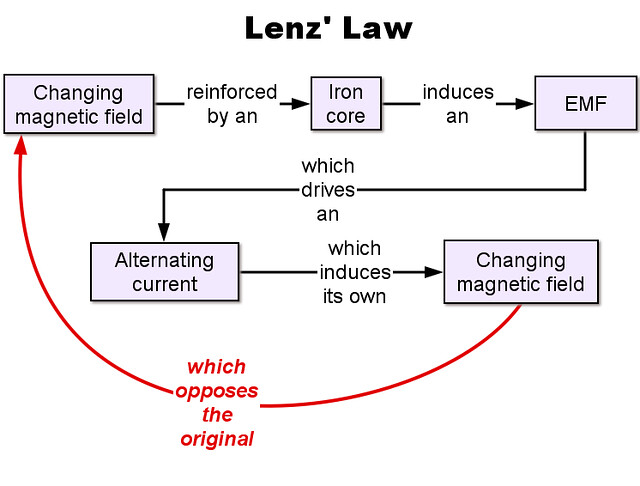 Lenz' Law
Changing
magnetic field
reinforced
by an
Iron
core
induces
an
EMF
which
drives
an
Alternating
current
which
induces
its own
Changing
magnetic field
which
opposes
the
original